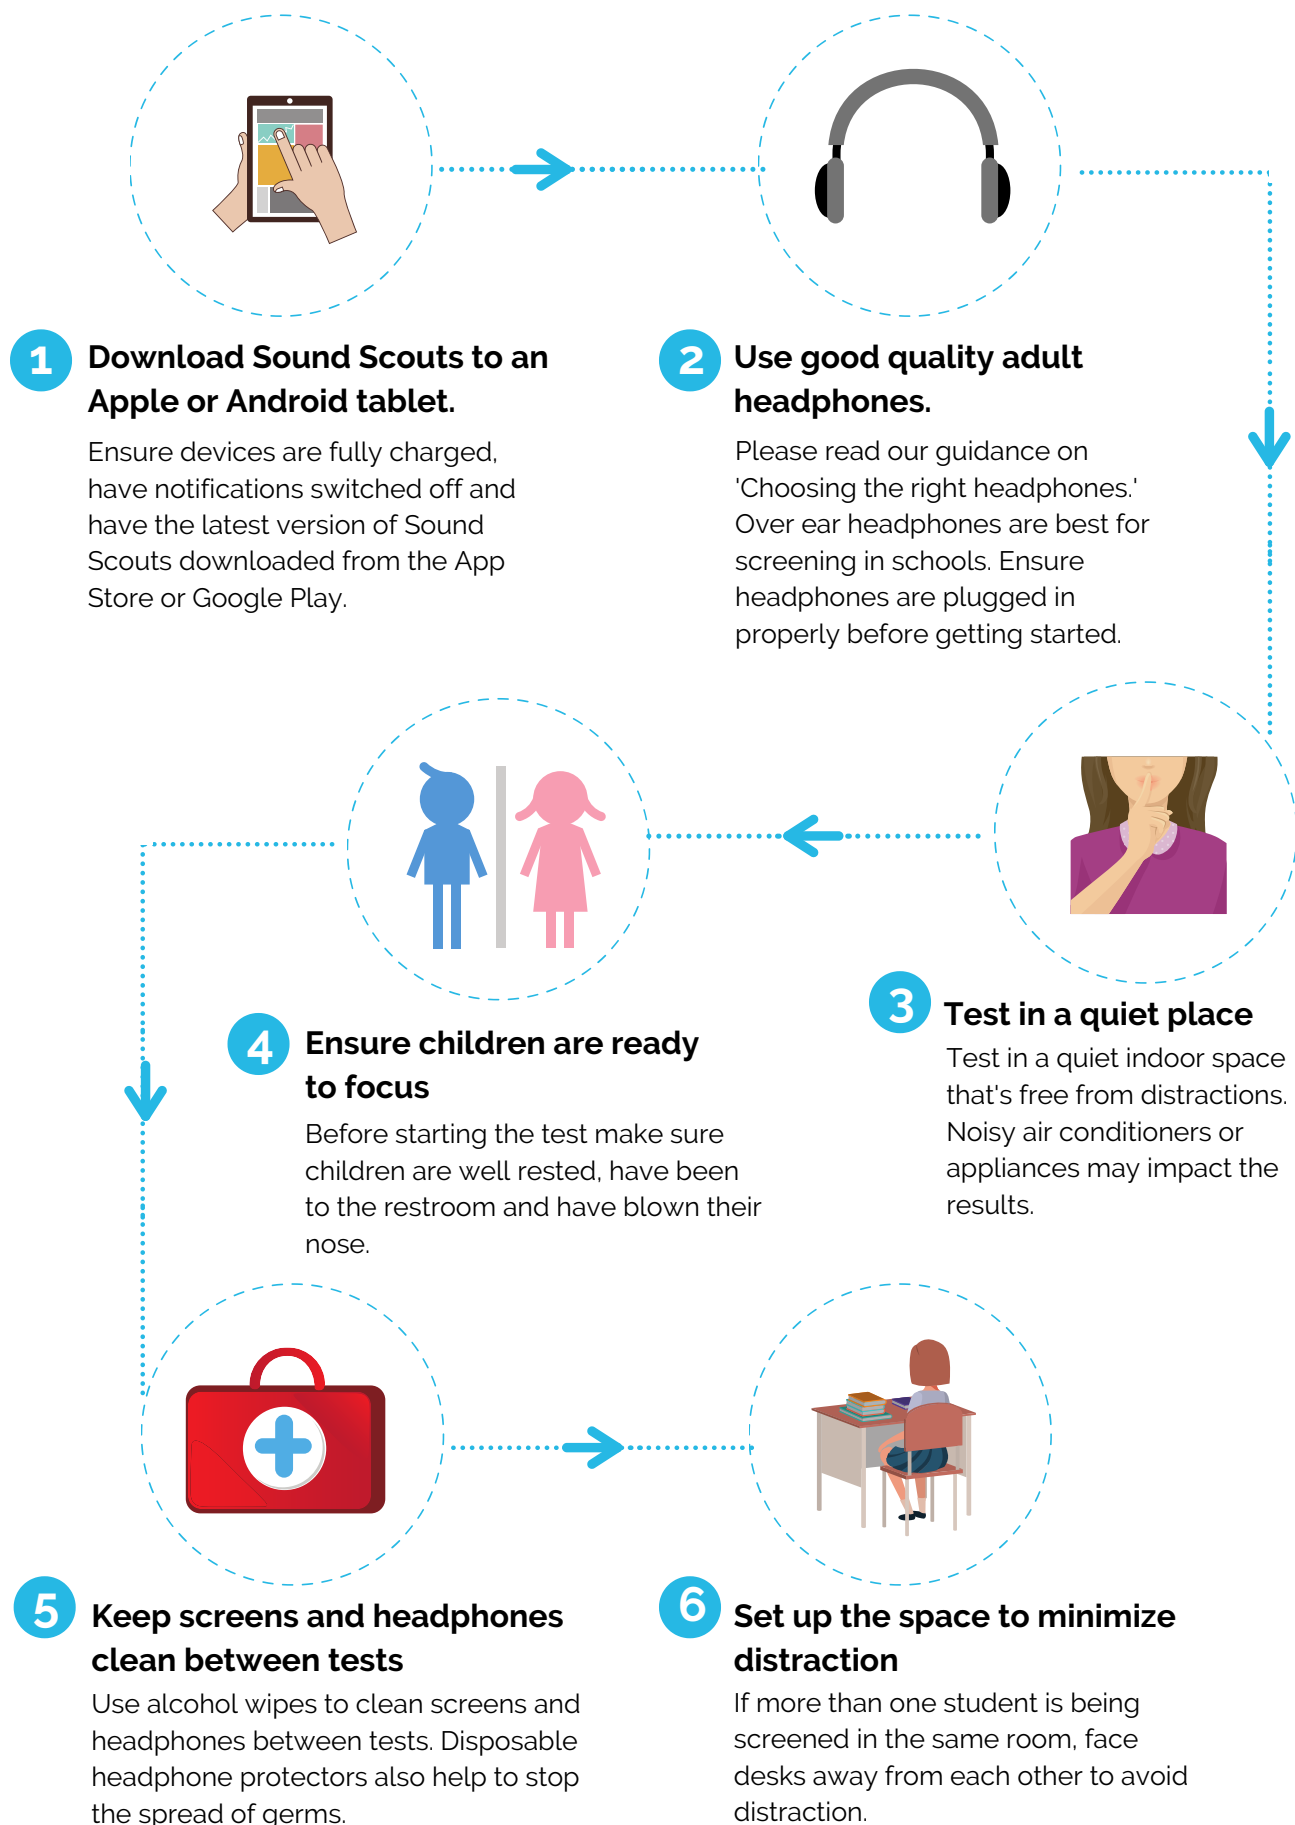 1
Download Sound Scouts to an
Apple or Android tablet.
Ensure devices are fully charged,
have notifications switched off and
have the latest version of Sound
Scouts downloaded from the App
Store or Google Play.
2
Use good quality adult
headphones.
Please read our guidance on
'Choosing the right headphones.'
Over ear headphones are best for
screening in schools. Ensure
headphones are plugged in
properly before getting started.
3
Test in a quiet place
Test in a quiet indoor space
that's free from distractions.
Noisy air conditioners or
appliances may impact the
results.
4
Ensure children are ready
to focus
Before starting the test make sure
children are well rested, have been
to the restroom and have blown their
nose.
5
Keep screens and headphones
clean between tests
Use alcohol wipes to clean screens and
headphones between tests. Disposable
headphone protectors also help to stop
the spread of germs.
6
Set up the space to minimize
distraction
If more than one student is being
screened in the same room, face
desks away from each other to avoid
distraction.